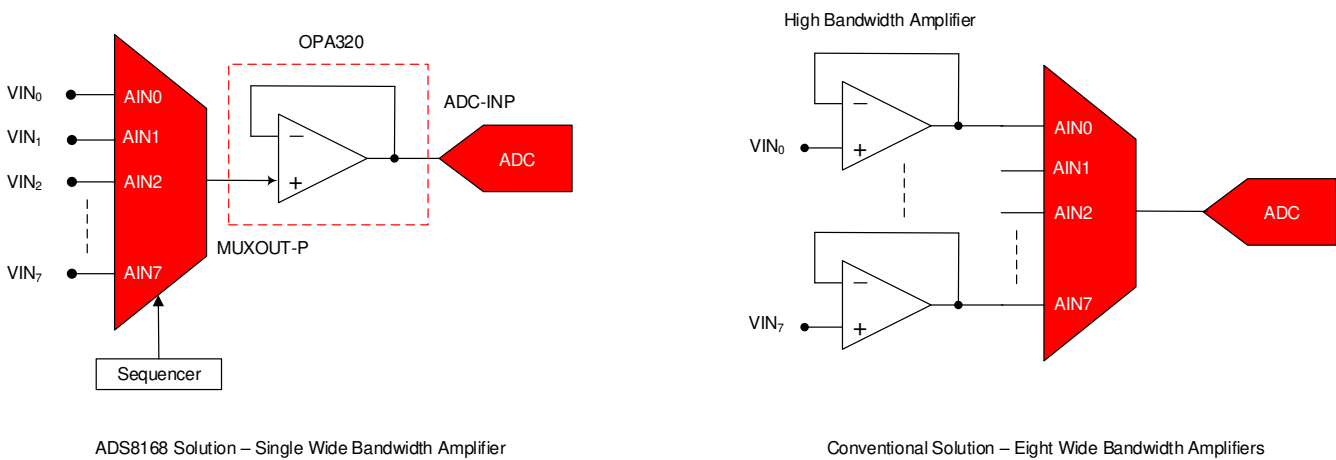 OPA320
VIN0
VIN1
VIN2
VIN7
AIN0
AIN1
AIN2
AIN7
−
+
ADC-INP
ADC
MUXOUT-P
Sequencer
ADS8168 Solution – Single Wide Bandwidth Amplifier
High Bandwidth Amplifier
VIN0
−
+
VIN7
−
+
AIN0
AIN1
AIN2
AIN7
ADC
Conventional Solution – Eight Wide Bandwidth Amplifiers